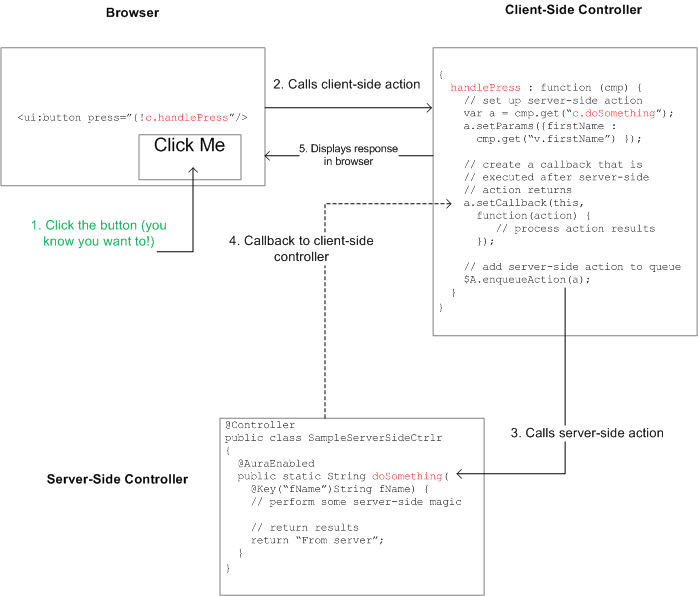 Browser
<ui:button press="{!c.handlePress"/>
Click Me
1. Click the button (you
know you want to!)
2. Calls client-side action
5. Displays response
in browser
4. Callback to client-side
controller
Client-Side Controller
{
handlePress : function (cmp) {
// set up server-side action
var a = cmp.get(“c.doSomething”);
a.setParams({firstName :
cmp.get(“v.firstName”) });
// create a callback that is
// executed after server-side
// action returns
a.setCallback(this,
function(action) {
// process action results
});
// add server-side action to queue
$A.enqueueAction(a);
}
}
3. Calls server-side action
Server-Side Controller
@Controller
public class SampleServerSideCtrlr
{
@AuraEnabled
public static String doSomething(
@Key(“fName”)String fName) {
// perform some server-side magic
// return results
return “From server”;
}
}